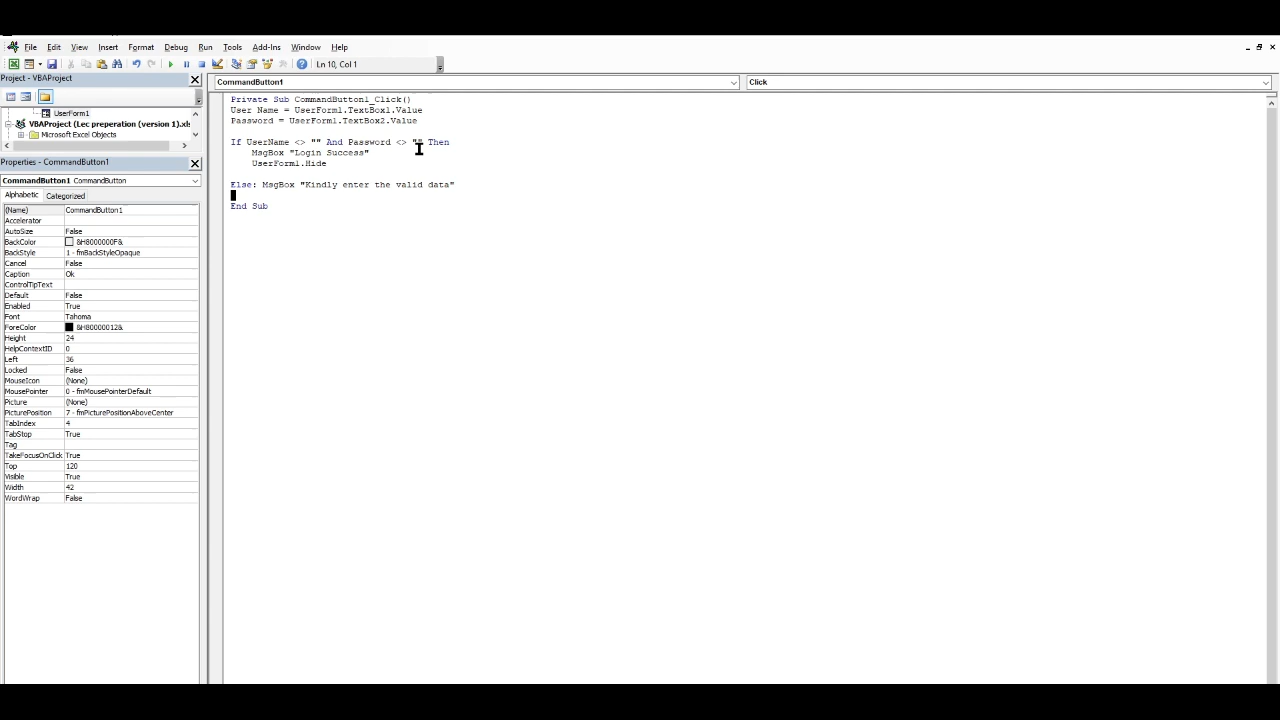 File Edit View Insert Format Debug Run Tools Add-Ins Window Help
Ln 10, Col 1
Project - VBAProject
CommandButton1 Click
UserForm1
VBAProject (Lec preperation (version 1).xls
Microsoft Excel Objects
Properties - CommandButton1
CommandButton1 CommandButton
Alphabetic Categorized
(Name) CommandButton1
Accelerator
AutoSize False
BackColor &H8000000F&
BackStyle 1 - fmBackStyleOpaque
Cancel False
Caption Ok
ControlTipText
Default False
Enabled True
Font Tahoma
ForeColor &H80000012&
Height 24
HelpContextID 0
Left 36
Locked False
MouseIcon (None)
MousePointer 0 - fmMousePointerDefault
Picture (None)
PicturePosition 7 - fmPicturePositionAboveCenter
TabIndex 4
TabStop True
Tag
TakeFocusOnClick True
Top 120
Visible True
Width 42
WordWrap False
Private Sub CommandButton1_Click()
User Name = UserForm1.TextBox1.Value
Password = UserForm1.TextBox2.Value
If UserName <> "" And Password <> "" Then
MsgBox "Login Success"
UserForm1.Hide
Else: MsgBox "Kindly enter the valid data"
End Sub